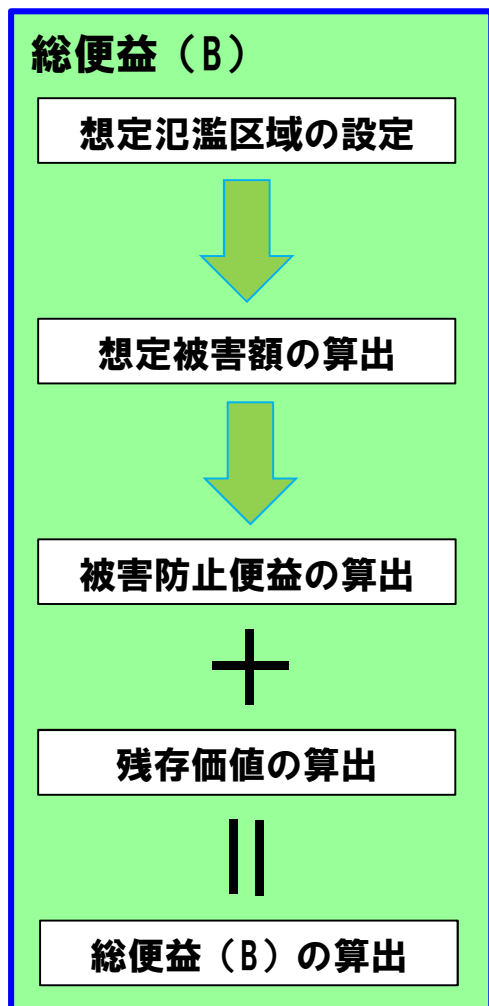 総便益（B）
想定氾濫区域の設定
想定被害額の算出
被害防止便益の算出
＋
残存価値の算出
総便益（B）の算出